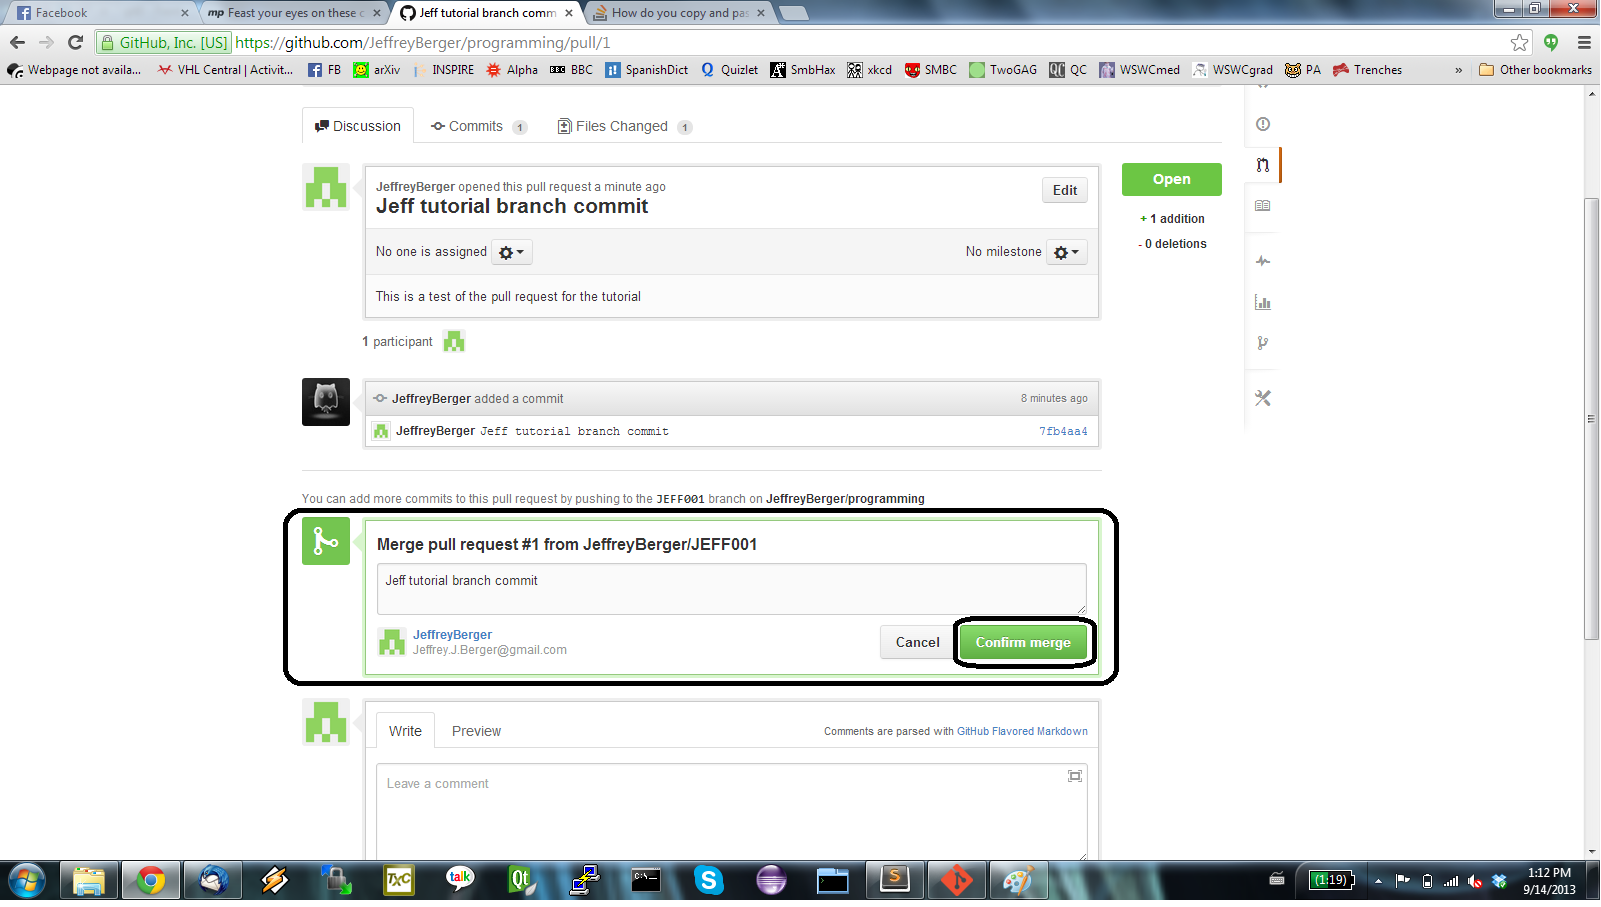 Facebook
mp Feast your eyes on these c
Jeff tutorial branch comm
How do you copy and pas
GitHub, Inc. [US] https://github.com/JeffreyBerger/programming/pull/1
Webpage not availa...
VHL Central | Activit...
FB
arXiv
INSPIRE
Alpha
BBC
SpanishDict
Quizlet
SmbHax
xkcd
SMBC
TwoGAG
QC
WSWCmed
WSWCgrad
PA
Trenches
»
Other bookmarks
Discussion
Commits 1
Files Changed 1
JeffreyBerger opened this pull request a minute ago
Jeff tutorial branch commit
Edit
Open
+ 1 addition
- 0 deletions
No one is assigned
No milestone
This is a test of the pull request for the tutorial
1 participant
JeffreyBerger added a commit
8 minutes ago
JeffreyBerger Jeff tutorial branch commit
7fb4aa4
You can add more commits to this pull request by pushing to the JEFF001 branch on JeffreyBerger/programming
Merge pull request #1 from JeffreyBerger/JEFF001
Jeff tutorial branch commit
JeffreyBerger
Jeffrey.J.Berger@gmail.com
Cancel
Confirm merge
Write
Preview
Comments are parsed with GitHub Flavored Markdown
Leave a comment
TXC
talk
Qt
C:\_
S
(1:19)
1:12 PM
9/14/2013